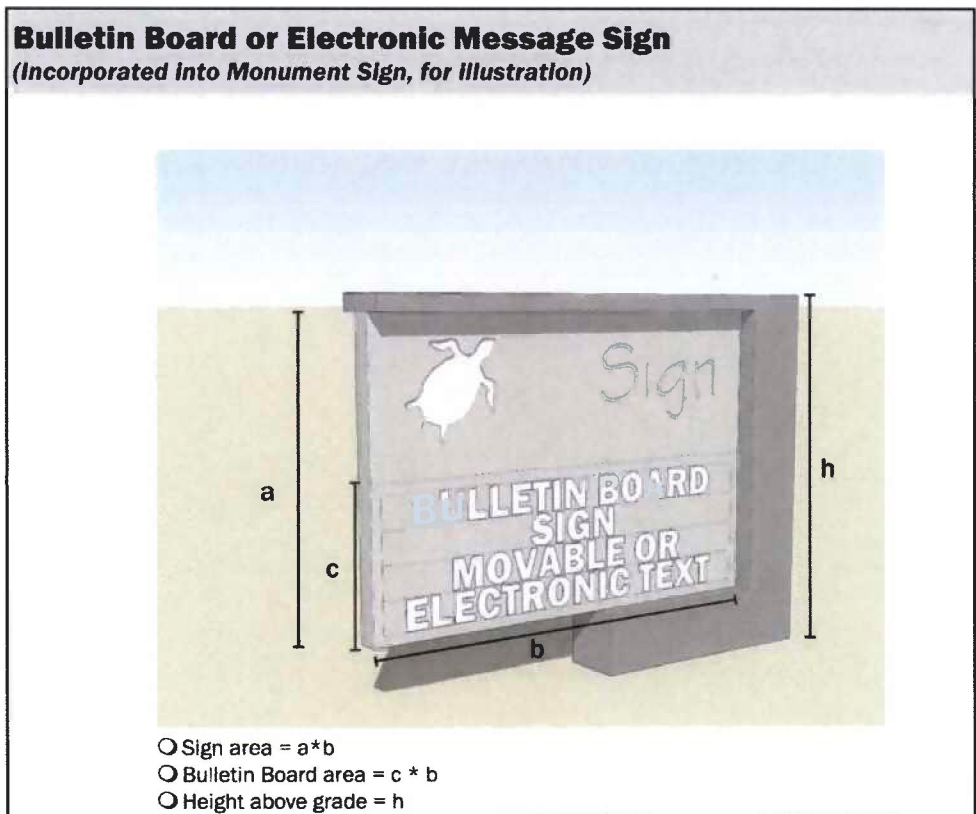 Bulletin Board or Electronic Message Sign
(Incorporated into Monument Sign, for illustration)
Sign
a
h
BULLETIN BOARD
SIGN
MOVABLE OR
ELECTRONIC TEXT
c
b
Sign area = a*b
Bulletin Board area = c * b
Height above grade = h